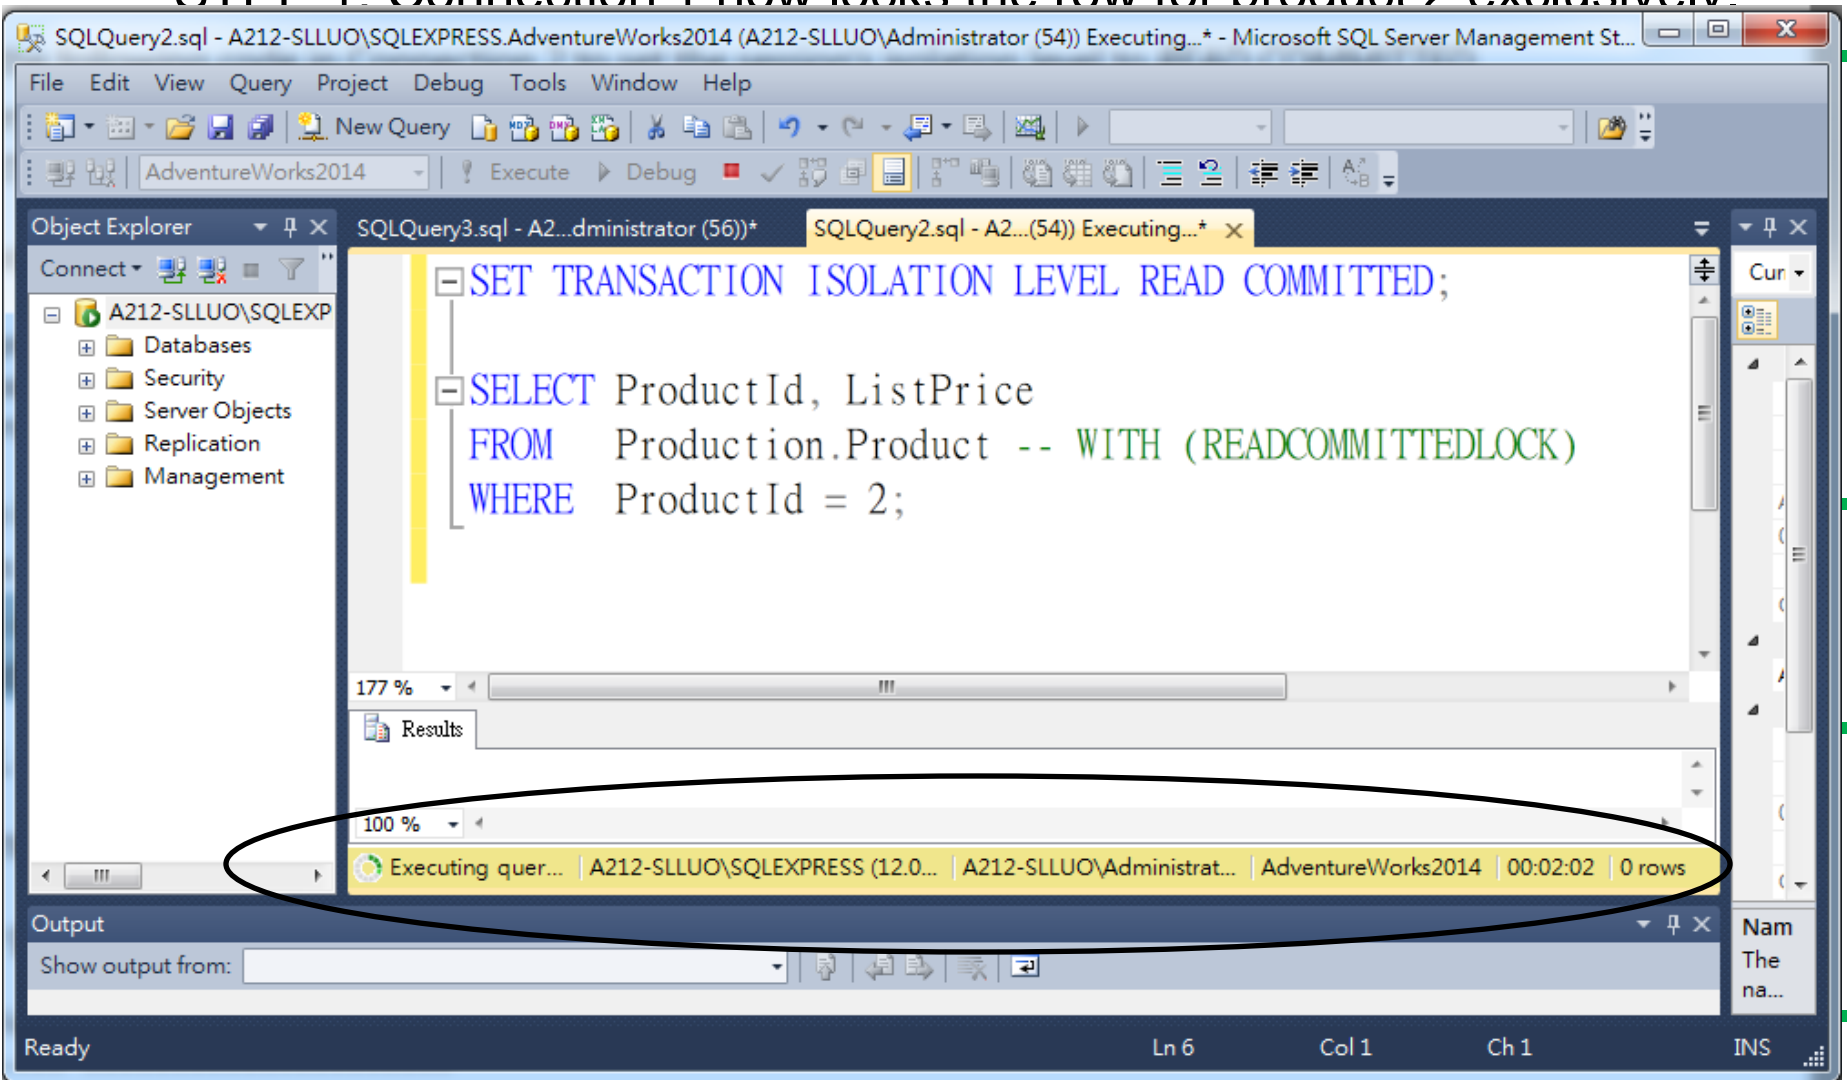 SQLQuery2.sql - A212-SLLUO\SQLEXPRESS.AdventureWorks2014 (A212-SLLUO\Administrator (54)) Executing...* - Microsoft SQL Server Management St...
File Edit View Query Project Debug Tools Window Help
New Query
AdventureWorks2014 Execute Debug
Object Explorer
SQLQuery3.sql - A2...dministrator (56))* SQLQuery2.sql - A2...(54)) Executing...*
Connect
A212-SLLUO\SQLEXP
Databases
Security
Server Objects
Replication
Management
SET TRANSACTION ISOLATION LEVEL READ COMMITTED;
SELECT ProductId, ListPrice
FROM Production.Product -- WITH (READCOMMITTEDLOCK)
WHERE ProductId = 2;
177 %
Results
100 %
Executing quer... A212-SLLUO\SQLEXPRESS (12.0... A212-SLLUO\Administrat... AdventureWorks2014 00:02:02 0 rows
Cur
Output
Show output from:
Nam
The
na...
Ready Ln 6 Col 1 Ch 1 INS